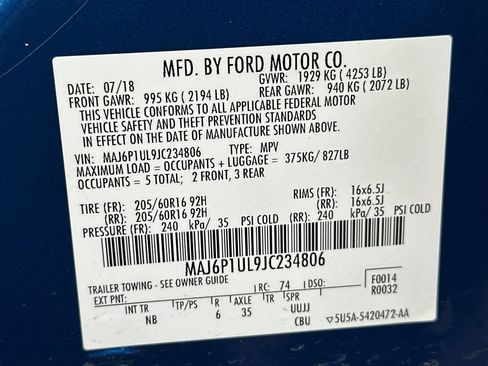 MFD. BY FORD MOTOR CO.
DATE: 07/18 GVWR: 1929 KG ( 4253 LB)
FRONT GAWR: 995 KG ( 2194 LB) REAR GAWR: 940 KG ( 2072 LB)
THIS VEHICLE CONFORMS TO ALL APPLICABLE FEDERAL MOTOR
VEHICLE SAFETY AND THEFT PREVENTION STANDARDS
IN EFFECT ON THE DATE OF MANUFACTURE SHOWN ABOVE.
VIN: MAJ6P1UL9JC234806 TYPE: MPV
MAXIMUM LOAD = OCCUPANTS + LUGGAGE = 375KG/ 827LB
OCCUPANTS = 5 TOTAL; 2 FRONT, 3 REAR
TIRE (FR): 205/60R16 92H RIMS (FR): 16x6.5J
(RR): 205/60R16 92H (RR): 16x6.5J
PRESSURE (FR): 240 kPa/ 35 PSI COLD (RR): 240 kPa/ 35 PSI COLD
MAJ6P1UL9JC234806
TRAILER TOWING - SEE OWNER GUIDE
EXT PNT: RC: 74 DSO: F0014
R0032
INT TR TP/PS R AXLE TR SPR
NB 6 35 UUJJ
CBU 5U5A-5420472-AA